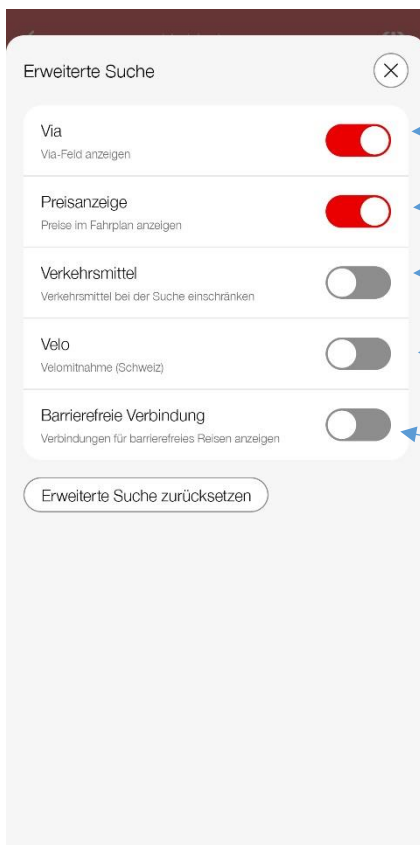 Erweiterte Suche
Via
Via-Feld anzeigen
Preisanzeige
Preise im Fahrplan anzeigen
Verkehrsmittel
Verkehrsmittel bei der Suche einschränken
Velo
Velomitnahme (Schweiz)
Barrierefreie Verbindung
Verbindungen für barrierefreies Reisen anzeigen
Erweiterte Suche zurücksetzen